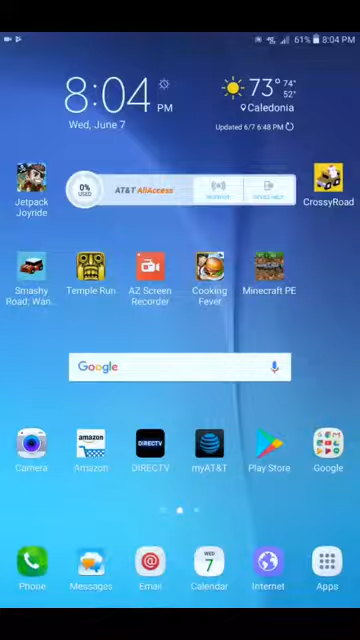 61% 8:04 PM
8:04 PM
Wed, June 7
73° 74°
52°
Caledonia
Updated 6/7 6:48 PM
0%
AT&T AllAccess
Jetpack
Joyride
CrossyRoad
Smashy
Road: Wan..
Temple Run
AZ Screen
Recorder
Cooking
Fever
Minecraft PE
Google
amazon
DIRECTV
Camera
Amazon
DIRECTV
myAT&T
Play Store
Google
WED
7
Phone
Messages
Email
Calendar
Internet
Apps